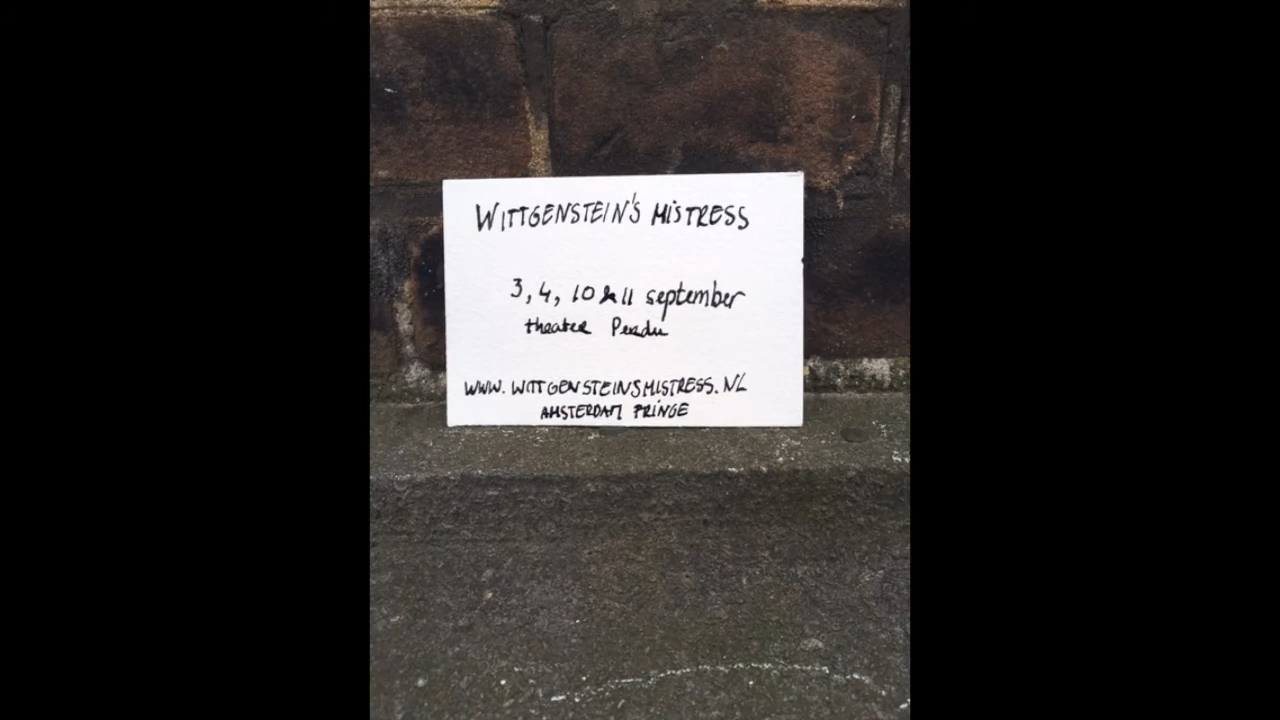 WITTGENSTEIN'S MISTRESS
3, 4, 10 & 11 september
theater Perdu
WWW.WITTGENSTEINSMISTRESS.NL
AMSTERDAM FRINGE